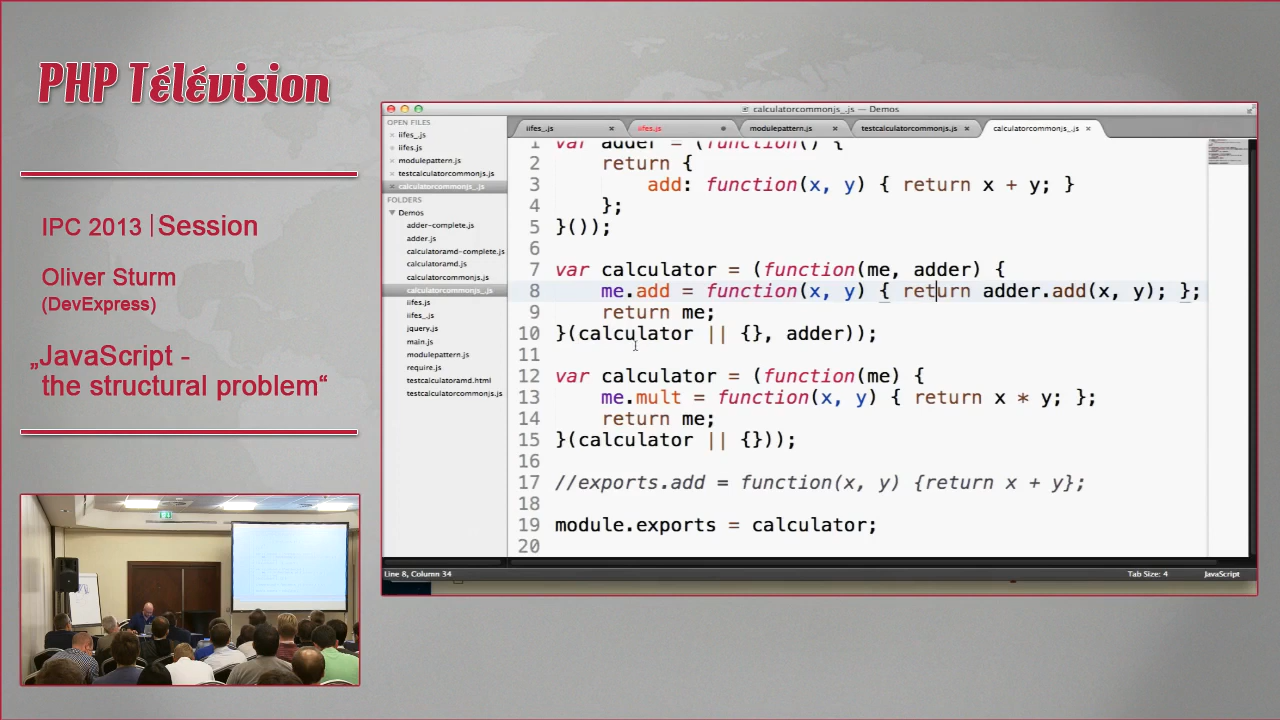 PHP Télévision
IPC 2013 | Session
Oliver Sturm
(DevExpress)
„JavaScript -
the structural problem“
calculatorcommonjs_.js — Demos
OPEN FILES
iifes_.js
iifes.js
modulepattern.js
testcalculatorcommonjs.js
calculatorcommonjs_.js
FOLDERS
Demos
adder-complete.js
adder.js
calculatoramd-complete.js
calculatoramd.js
calculatorcommonjs.js
calculatorcommonjs_.js
iifes.js
iifes_.js
jquery.js
main.js
modulepattern.js
require.js
testcalculatoramd.html
testcalculatorcommonjs.js
iifes_.js iifes.js modulepattern.js testcalculatorcommonjs.js calculatorcommonjs_.js
1 var adder = (function() {
2 return {
3 add: function(x, y) { return x + y; }
4 };
5 }());
6
7 var calculator = (function(me, adder) {
8 me.add = function(x, y) { return adder.add(x, y); };
9 return me;
10 }(calculator || {}, adder));
11
12 var calculator = (function(me) {
13 me.mult = function(x, y) { return x * y; };
14 return me;
15 }(calculator || {}));
16
17 //exports.add = function(x, y) {return x + y};
18
19 module.exports = calculator;
20
Line 8, Column 34
Tab Size: 4
JavaScript